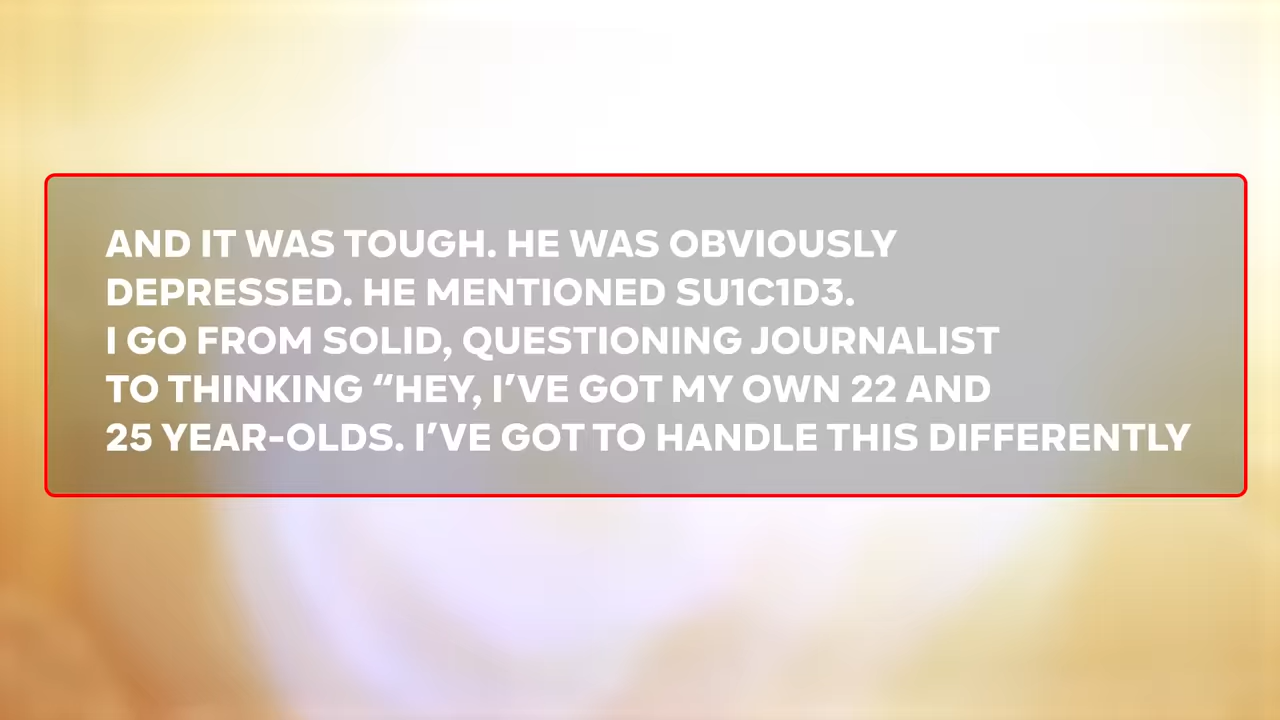 AND IT WAS TOUGH. HE WAS OBVIOUSLY
DEPRESSED. HE MENTIONED SU1C1D3.
I GO FROM SOLID, QUESTIONING JOURNALIST
TO THINKING “HEY, I’VE GOT MY OWN 22 AND
25 YEAR-OLDS. I’VE GOT TO HANDLE THIS DIFFERENTLY